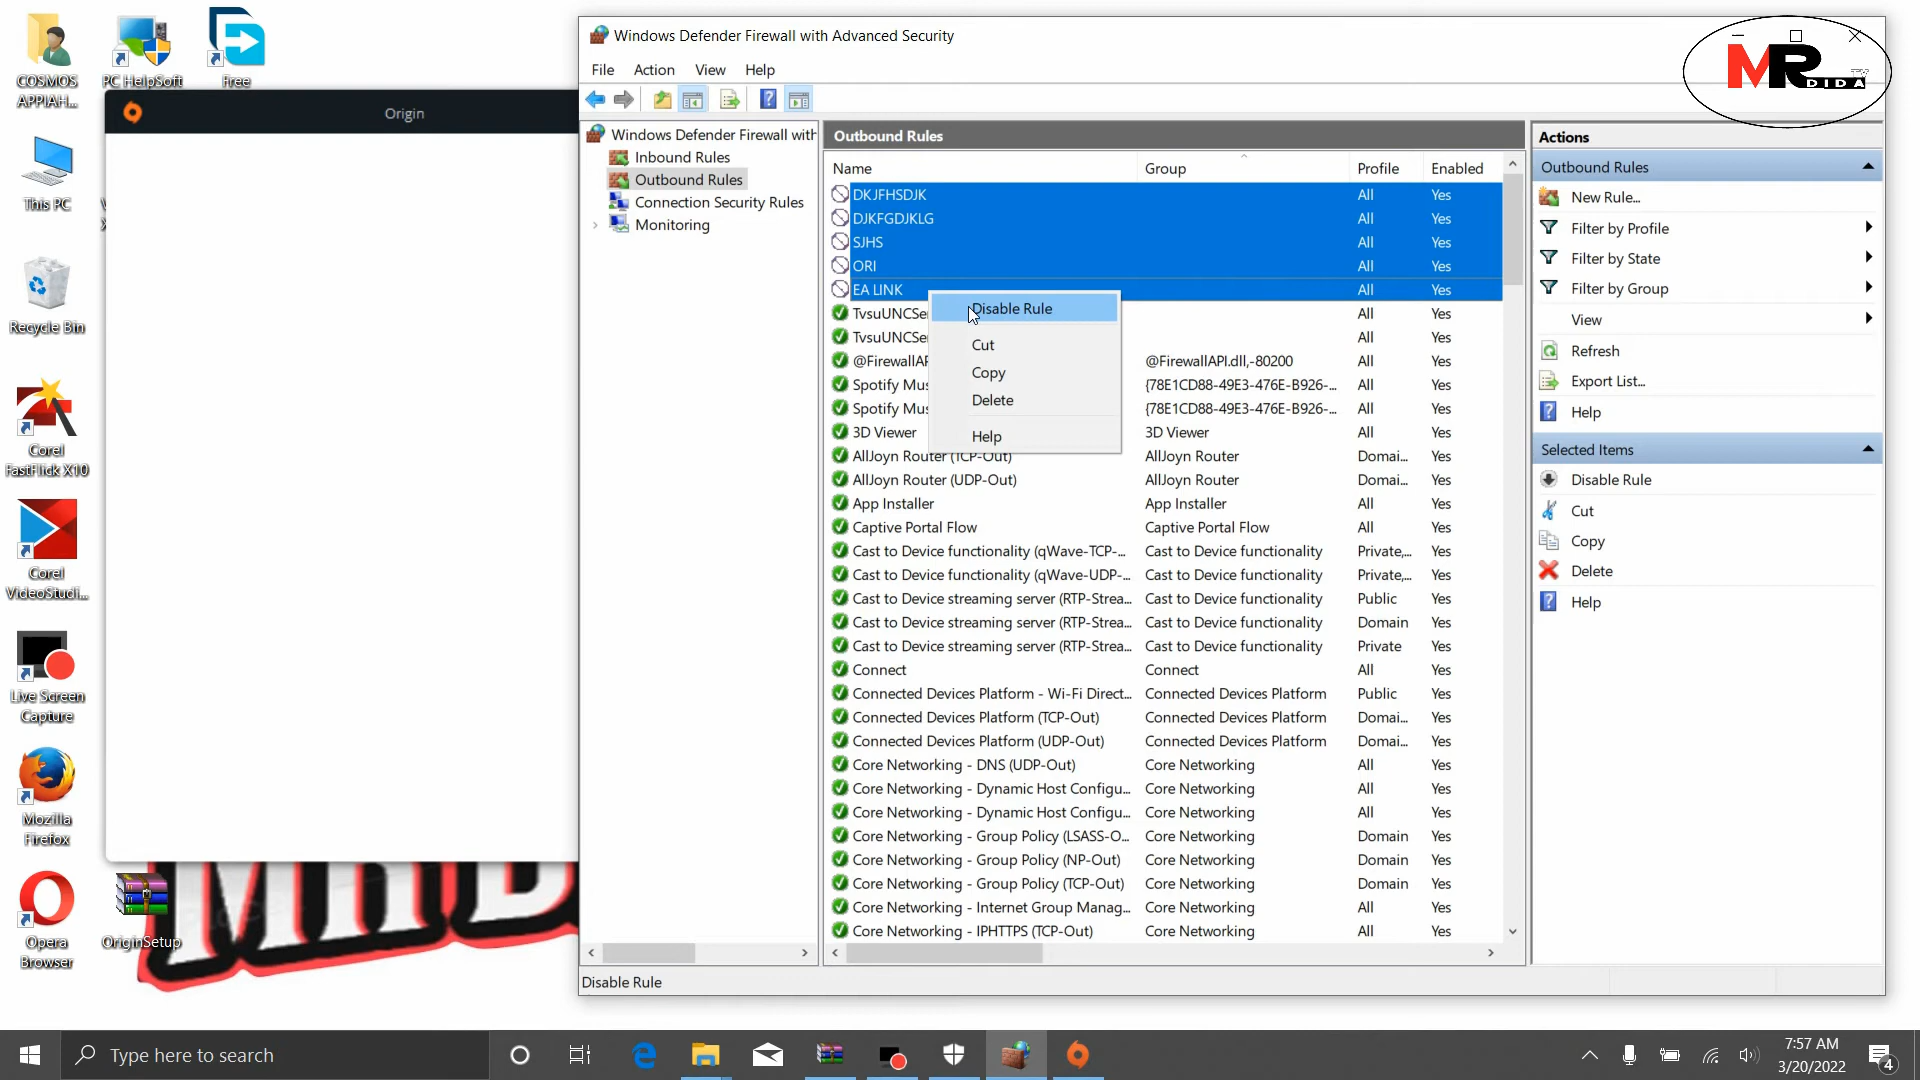 COSMOS
APPIAH...
PC HelpSoft
Free
This PC
Recycle Bin
Corel
FastFlick X10
Corel
VideoStudi...
Live Screen
Capture
Mozilla
Firefox
Opera
Browser
OriginSetup
Origin
Windows Defender Firewall with Advanced Security
MR
DIDA
TV
File Action View Help
Windows Defender Firewall with
Inbound Rules
Outbound Rules
Connection Security Rules
Monitoring
Outbound Rules
Name Group Profile Enabled
DKJFHSDJK All Yes
DJKFGDJKLG All Yes
SJHS All Yes
ORI All Yes
EA LINK All Yes
TvsuUNCSe All Yes
TvsuUNCSe All Yes
@FirewallAP @FirewallAPI.dll,-80200 All Yes
Spotify Mus {78E1CD88-49E3-476E-B926-... All Yes
Spotify Mus {78E1CD88-49E3-476E-B926-... All Yes
3D Viewer 3D Viewer All Yes
AllJoyn Router (TCP-Out) AllJoyn Router Domai... Yes
AllJoyn Router (UDP-Out) AllJoyn Router Domai... Yes
App Installer App Installer All Yes
Captive Portal Flow Captive Portal Flow All Yes
Cast to Device functionality (qWave-TCP-... Cast to Device functionality Private,... Yes
Cast to Device functionality (qWave-UDP-... Cast to Device functionality Private,... Yes
Cast to Device streaming server (RTP-Strea... Cast to Device functionality Public Yes
Cast to Device streaming server (RTP-Strea... Cast to Device functionality Domain Yes
Cast to Device streaming server (RTP-Strea... Cast to Device functionality Private Yes
Connect Connect All Yes
Connected Devices Platform - Wi-Fi Direct... Connected Devices Platform Public Yes
Connected Devices Platform (TCP-Out) Connected Devices Platform Domai... Yes
Connected Devices Platform (UDP-Out) Connected Devices Platform Domai... Yes
Core Networking - DNS (UDP-Out) Core Networking All Yes
Core Networking - Dynamic Host Configu... Core Networking All Yes
Core Networking - Dynamic Host Configu... Core Networking All Yes
Core Networking - Group Policy (LSASS-O... Core Networking Domain Yes
Core Networking - Group Policy (NP-Out) Core Networking Domain Yes
Core Networking - Group Policy (TCP-Out) Core Networking Domain Yes
Core Networking - Internet Group Manag... Core Networking All Yes
Core Networking - IPHTTPS (TCP-Out) Core Networking All Yes
Disable Rule
Cut
Copy
Delete
Help
Actions
Outbound Rules
New Rule...
Filter by Profile
Filter by State
Filter by Group
View
Refresh
Export List...
Help
Selected Items
Disable Rule
Cut
Copy
Delete
Help
Disable Rule
Type here to search
7:57 AM
3/20/2022
4